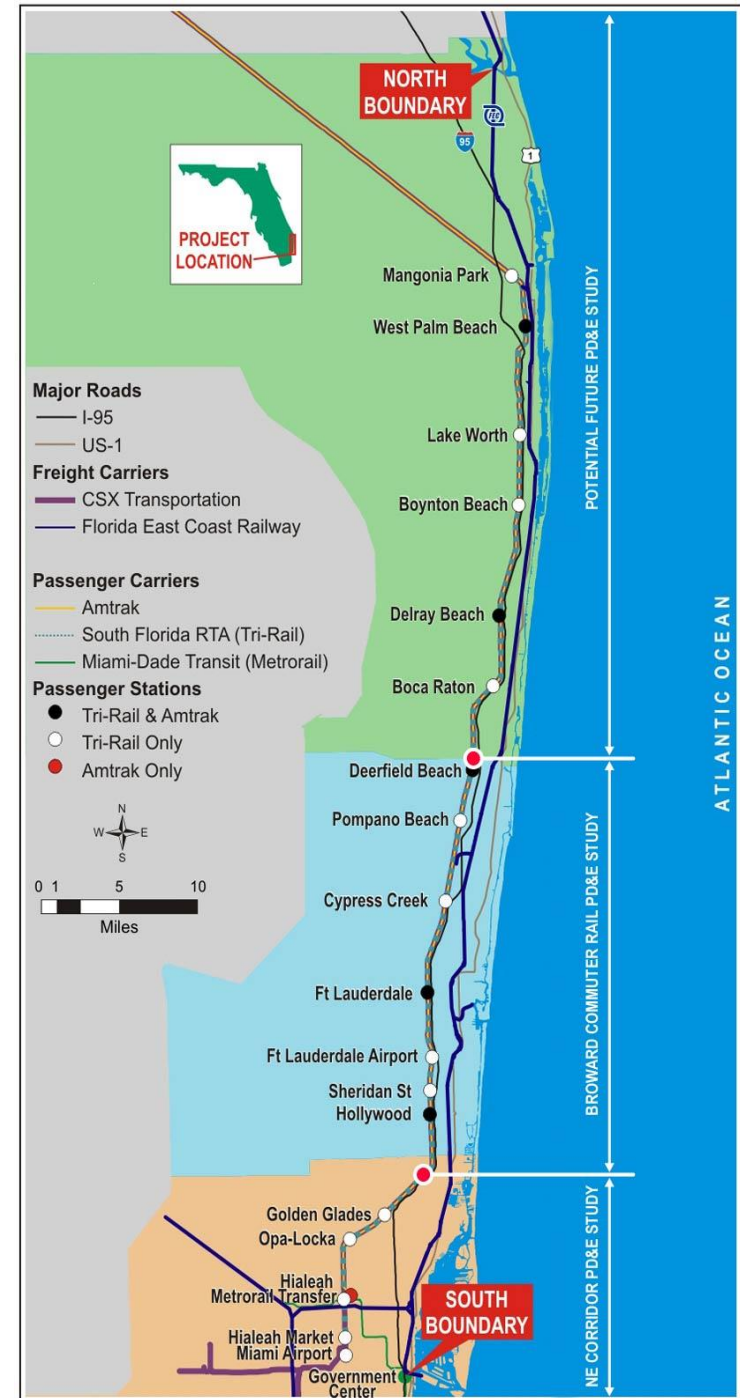 NORTH
BOUNDARY
FEC
95
1
PROJECT
LOCATION
Mangonia Park
West Palm Beach
Lake Worth
Boynton Beach
Delray Beach
Boca Raton
Deerfield Beach
Pompano Beach
Cypress Creek
Ft Lauderdale
Ft Lauderdale Airport
Sheridan St
Hollywood
Golden Glades
Opa-Locka
Hialeah
Metrorail Transfer
Hialeah Market
Miami Airport
Government
Center
SOUTH
BOUNDARY
Major Roads
I-95
US-1
Freight Carriers
CSX Transportation
Florida East Coast Railway
Passenger Carriers
Amtrak
South Florida RTA (Tri-Rail)
Miami-Dade Transit (Metrorail)
Passenger Stations
Tri-Rail & Amtrak
Tri-Rail Only
Amtrak Only
N
W E
S
0 1 5 10
Miles
POTENTIAL FUTURE PD&E STUDY
BROWARD COMMUTER RAIL PD&E STUDY
NE CORRIDOR PD&E STUDY
ATLANTIC OCEAN